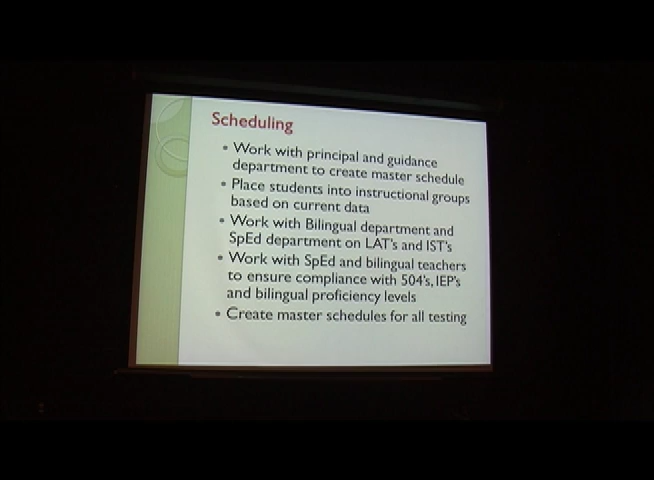 Scheduling
• Work with principal and guidance
department to create master schedule
• Place students into instructional groups
based on current data
• Work with Bilingual department and
SpEd department on LAT's and IST's
• Work with SpEd and bilingual teachers
to ensure compliance with 504's, IEP's
and bilingual proficiency levels
• Create master schedules for all testing